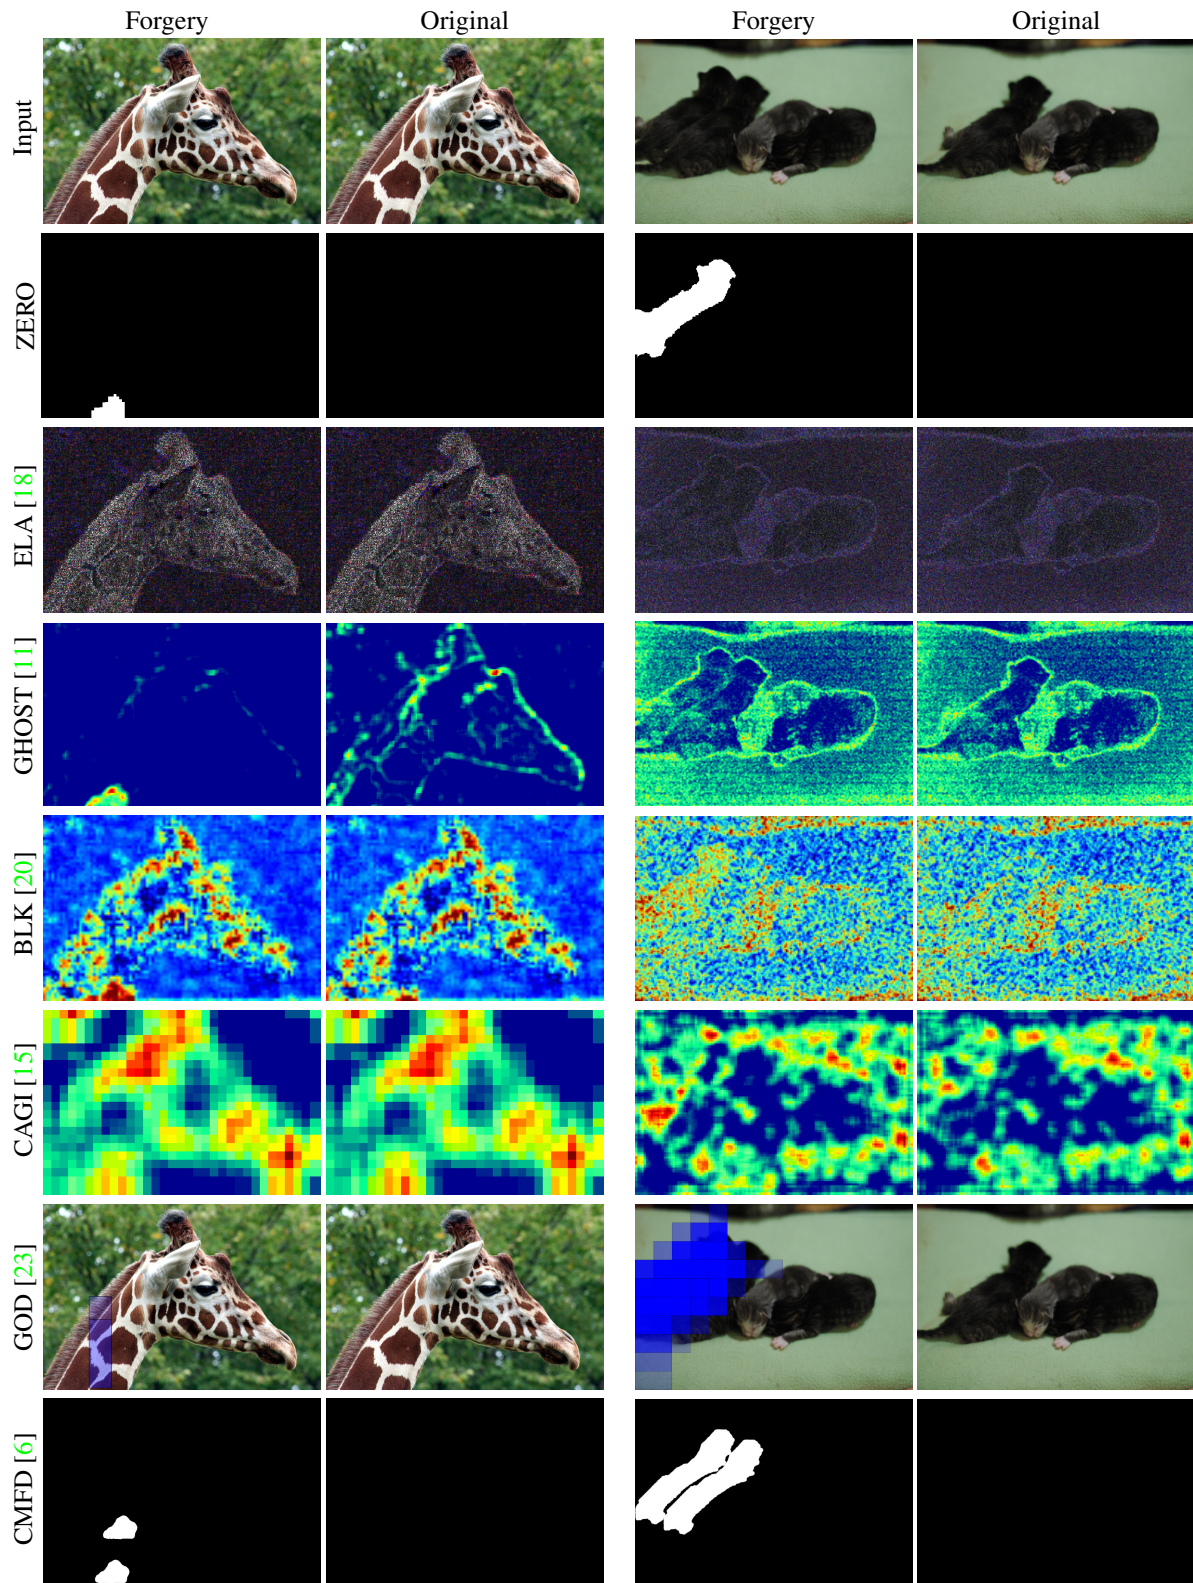 Forgery Original Forgery Original
Input
ZERO
ELA [18]
GHOST [11]
BLK [20]
CAGI [15]
GOD [23]
CMFD [6]